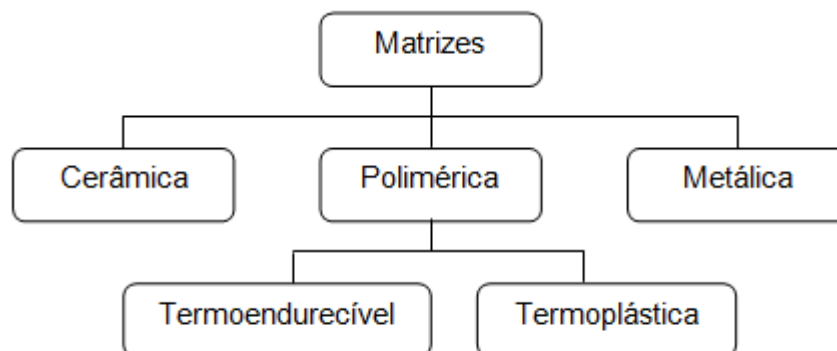 Matrizes
Cerâmica
Polimérica
Metálica
Termoendurecível
Termoplástica